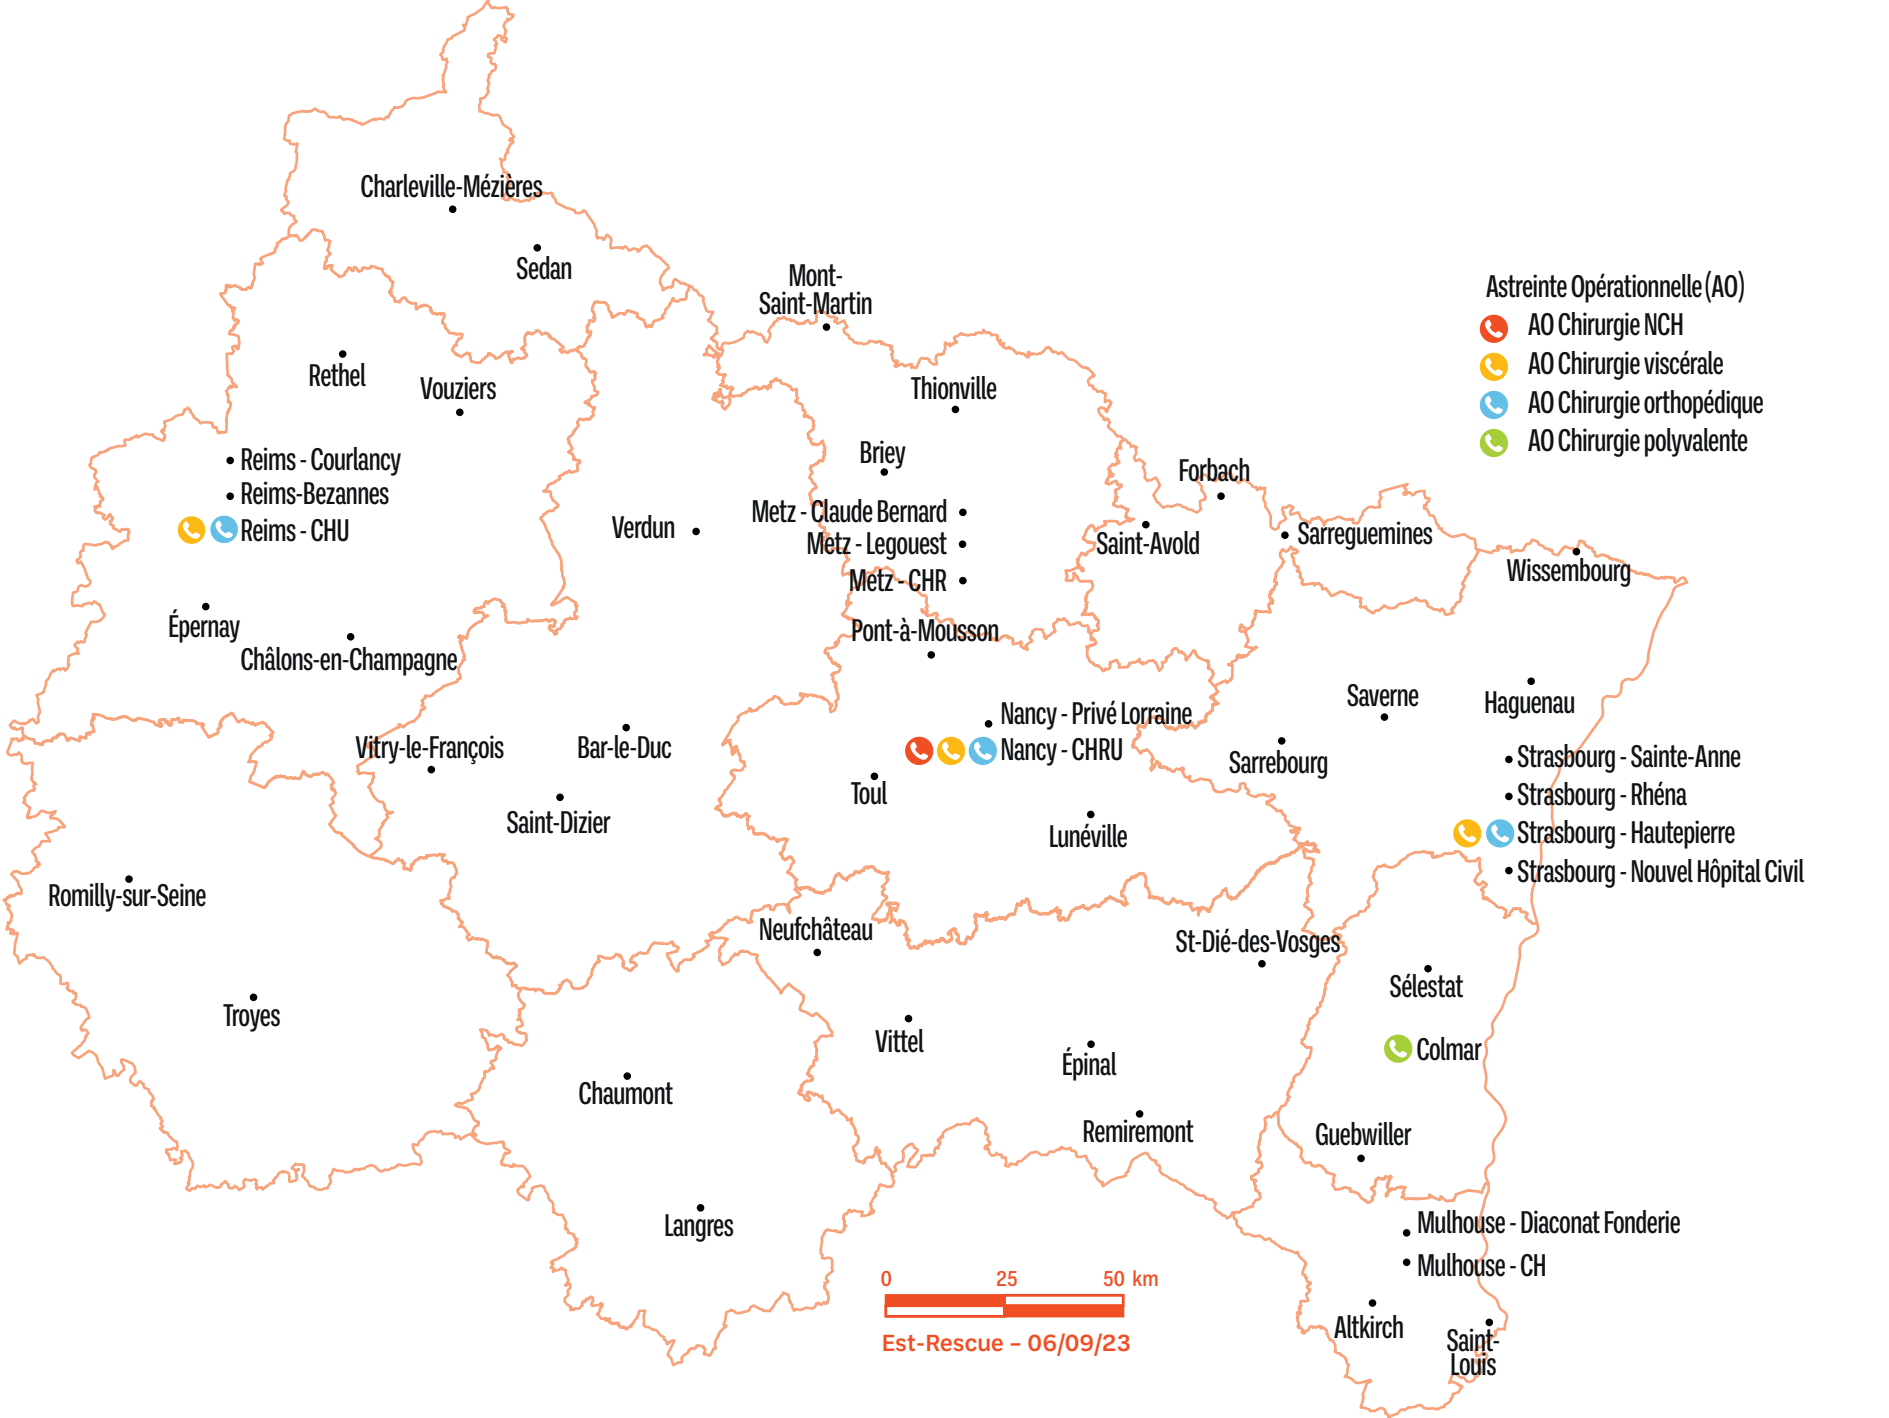 Charleville-Mézières
Sedan
Mont-
Saint-Martin
Astreinte Opérationnelle (AO)
AO Chirurgie NCH
AO Chirurgie viscérale
AO Chirurgie orthopédique
AO Chirurgie polyvalente
Rethel
Vouziers
Thionville
Briey
Forbach
Reims - Courlancy
Reims-Bezannes
Reims - CHU
Verdun
Metz - Claude Bernard
Metz - Legouest
Metz - CHR
Saint-Avold
Sarreguemines
Wissembourg
Épernay
Châlons-en-Champagne
Pont-à-Mousson
Saverne
Haguenau
Nancy - Privé Lorraine
Nancy - CHRU
Vitry-le-François
Bar-le-Duc
Sarrebourg
Strasbourg - Sainte-Anne
Strasbourg - Rhéna
Strasbourg - Hautepierre
Strasbourg - Nouvel Hôpital Civil
Toul
Saint-Dizier
Lunéville
Romilly-sur-Seine
Neufchâteau
St-Dié-des-Vosges
Sélestat
Troyes
Vittel
Épinal
Colmar
Chaumont
Remiremont
Guebwiller
Langres
Mulhouse - Diaconat Fonderie
Mulhouse - CH
0 25 50 km
Est-Rescue – 06/09/23
Altkirch
Saint-
Louis